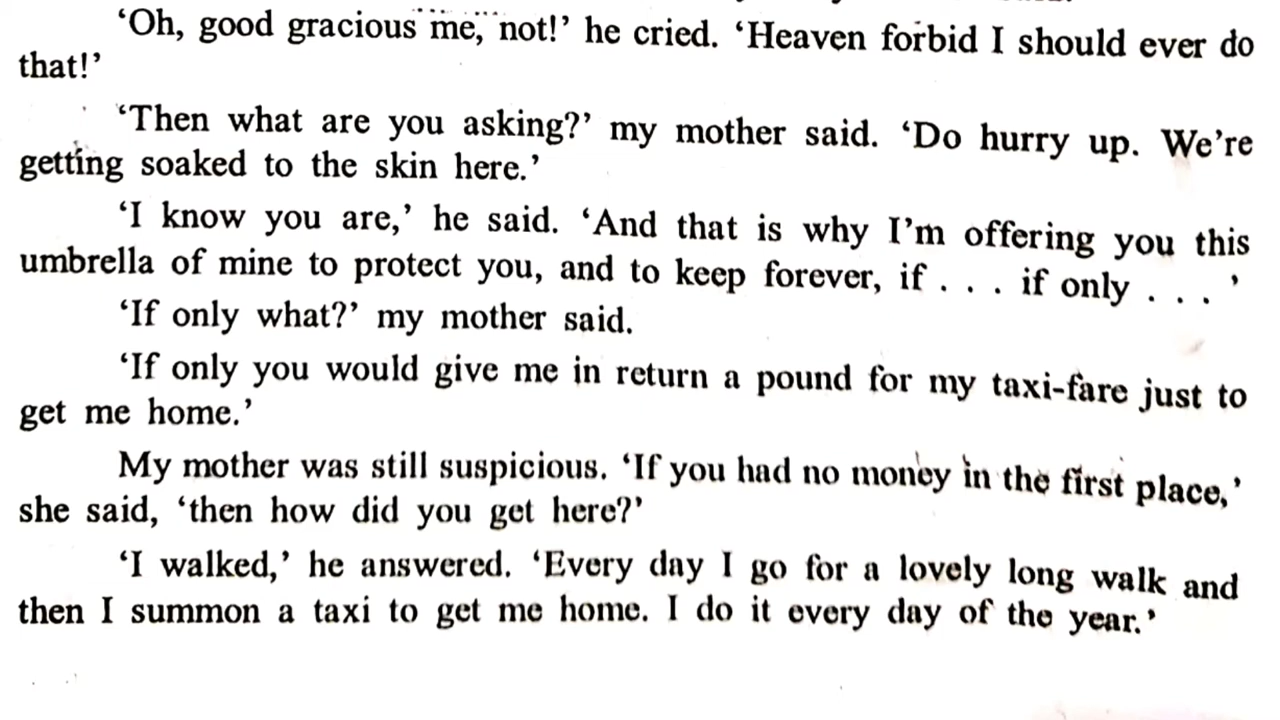 ‘Oh, good gracious me, not!’ he cried. ‘Heaven forbid I should ever do
that!’
‘Then what are you asking?’ my mother said. ‘Do hurry up. We’re
getting soaked to the skin here.’
‘I know you are,’ he said. ‘And that is why I’m offering you this
umbrella of mine to protect you, and to keep forever, if . . . if only . . . ’
‘If only what?’ my mother said.
‘If only you would give me in return a pound for my taxi-fare just to
get me home.’
My mother was still suspicious. ‘If you had no money in the first place,’
she said, ‘then how did you get here?’
‘I walked,’ he answered. ‘Every day I go for a lovely long walk and
then I summon a taxi to get me home. I do it every day of the year.’